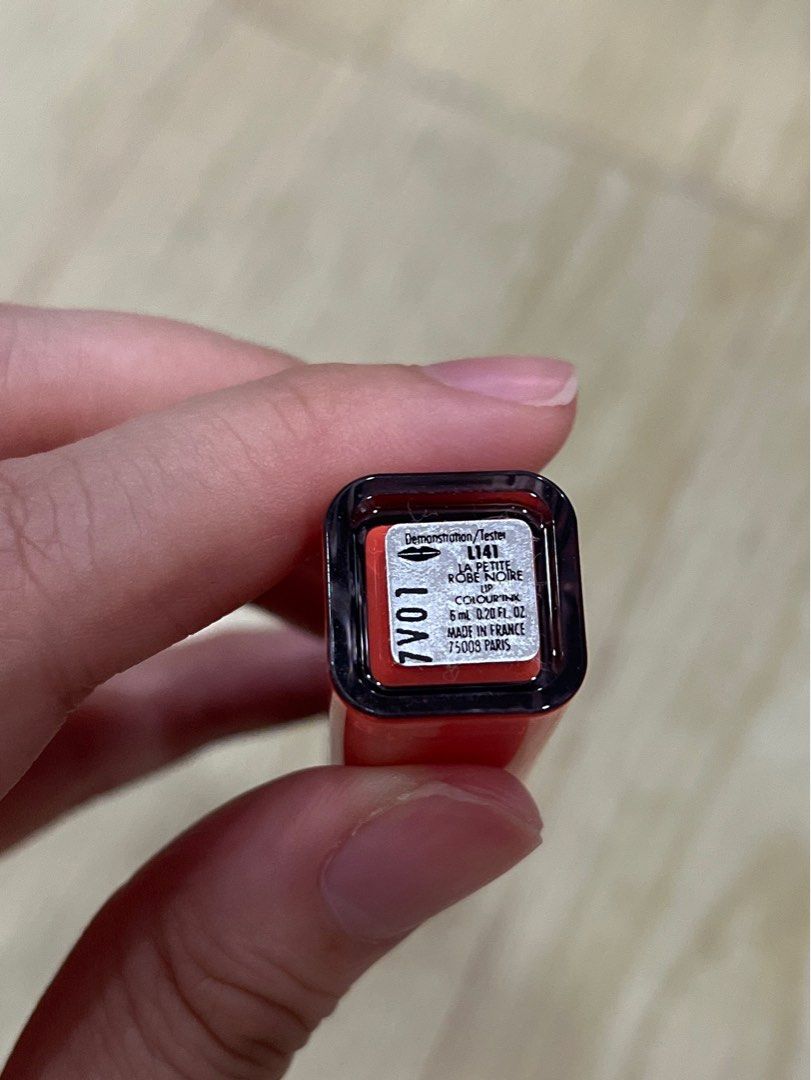 Démonstration/Tester
L141
LA PETITE
ROBE NOIRE
LIP
COLOUR'INK
6 mL 0.20 FL. OZ
MADE IN FRANCE
75008 PARIS
7V01